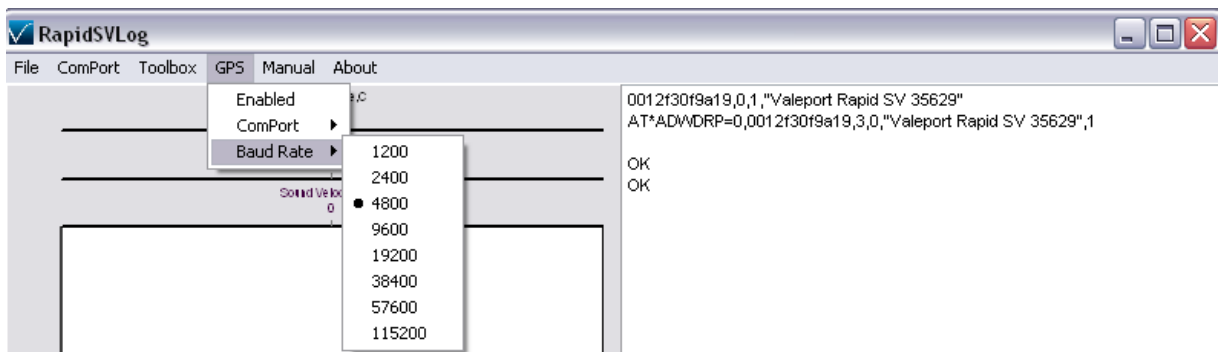 RapidSVLog
File ComPort Toolbox GPS Manual About
Enabled
ComPort
Baud Rate
1200
2400
4800
9600
19200
38400
57600
115200
Sound Veloc
0
0012f30f9a19,0,1,"Valeport Rapid SV 35629"
AT*ADWDRP=0,0012f30f9a19,3,0,"Valeport Rapid SV 35629",1
OK
OK